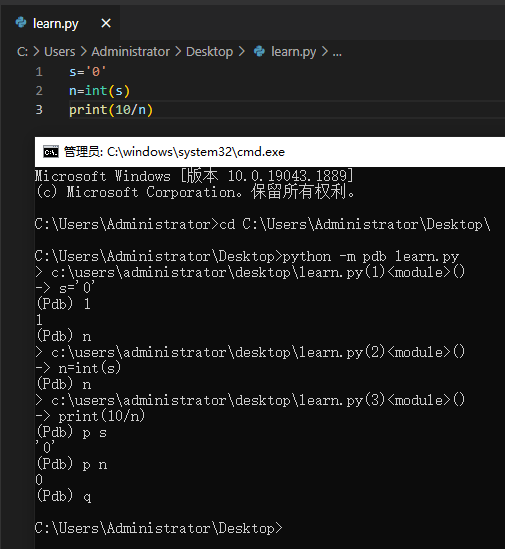 learn.py
C: > Users > Administrator > Desktop > learn.py > ...
1 s='0'
2 n=int(s)
3 print(10/n)
管理员: C:\windows\system32\cmd.exe
Microsoft Windows [版本 10.0.19043.1889]
(c) Microsoft Corporation。保留所有权利。
C:\Users\Administrator>cd C:\Users\Administrator\Desktop\
C:\Users\Administrator\Desktop>python -m pdb learn.py
> c:\users\administrator\desktop\learn.py(1)<module>()
-> s='0'
(Pdb) 1
1
(Pdb) n
> c:\users\administrator\desktop\learn.py(2)<module>()
-> n=int(s)
(Pdb) n
> c:\users\administrator\desktop\learn.py(3)<module>()
-> print(10/n)
(Pdb) p s
'0'
(Pdb) p n
0
(Pdb) q
C:\Users\Administrator\Desktop>